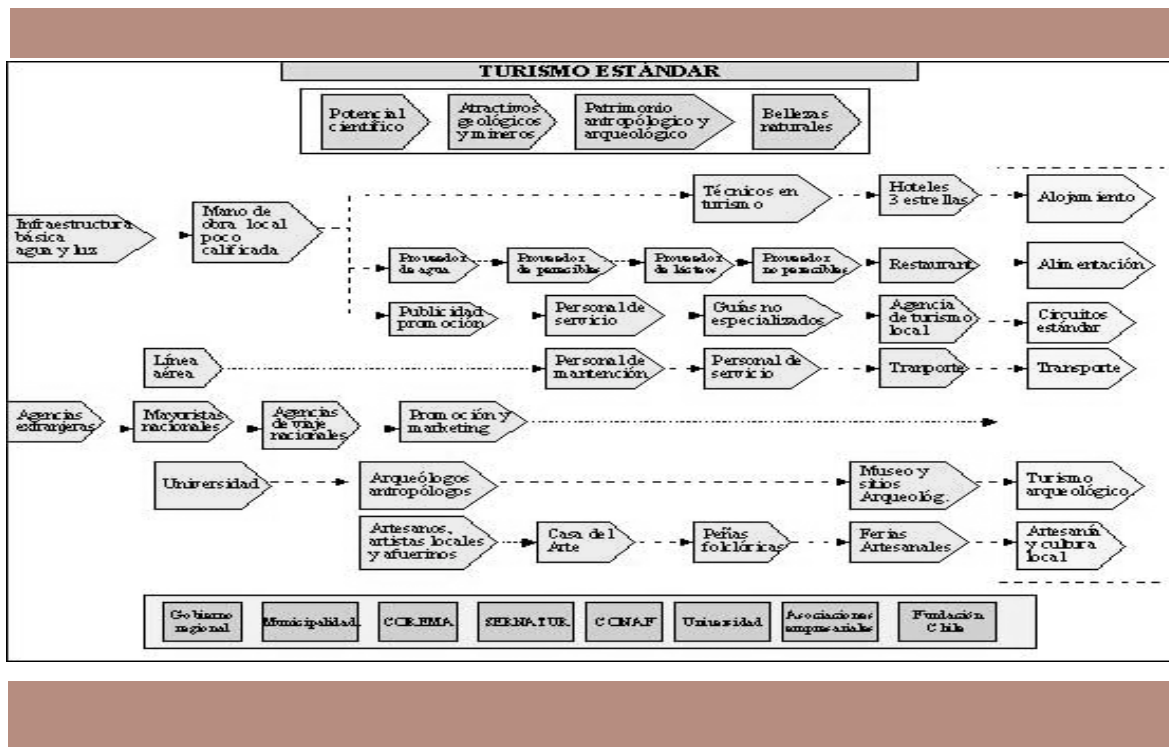 TURISMO ESTÁNDAR
Potencial
científico
Atractivos
geológicos
y mineros
Patrimonio
antropólogico y
arqueológico
Bellezas
naturales
Infraestructura
básica
agua y luz
Mano de
obra local
poco
calificada
Técnicos en
turismo
Hoteles
3 estrellas
Alojamiento
Proveedor
de agua
Proveedor
de perecibles
Proveedor
de lácteos
Proveedor
no perecibles
Restaurant
Alimentación
Publicidad
promoción
Personal de
servicio
Guías no
especializados
Agencia
de turismo
local
Circuitos
estándar
Línea
aérea
Personal de
mantención
Personal de
servicio
Tranporte
Transporte
Agencias
extranjeras
Mayoristas
nacionales
Agencias
de viaje
nacionales
Promoción y
marketing
Universidad
Arqueólogos
antropólogos
Museo y
sitios
Arqueológ.
Turismo
arqueológico
Artesanos,
artistas locales
y afuerinos
Casa del
Arte
Peñas
folclóricas
Ferias
Artesanales
Artesanía
y cultura
local
Gobierno
regional
Municipalidad
COREMA
SERNATUR
CONAF
Universidad
Asociaciones
empresariales
Fundación
Chile